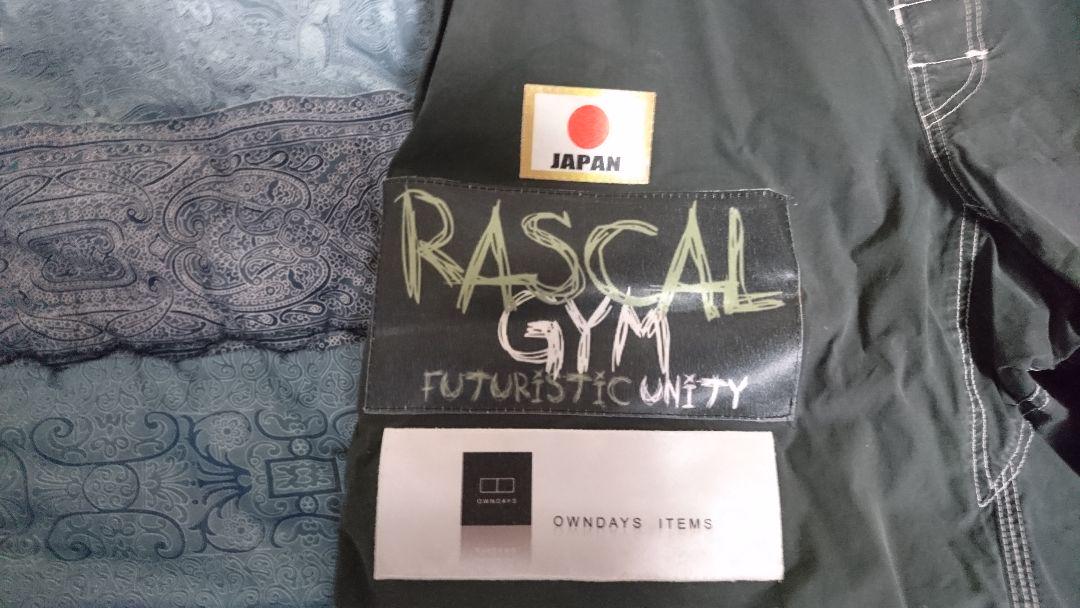 JAPAN
RASCAL
GYM
FUTURISTIC UNITY
OWNDAYS
OWNDAYS ITEMS